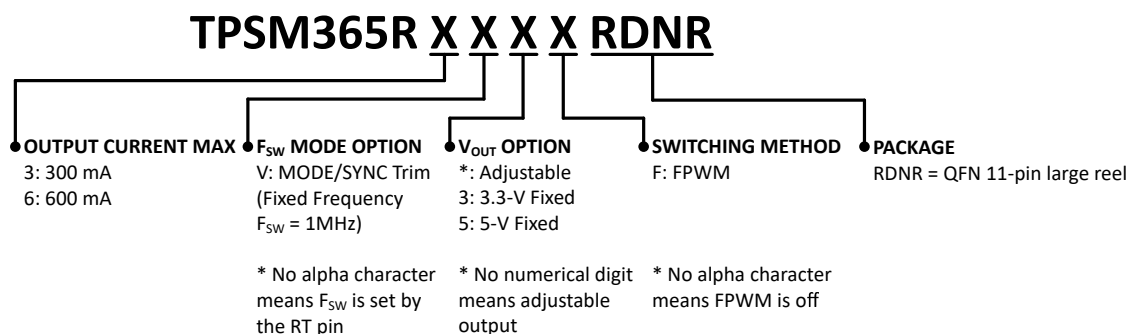 TPSM365R X X X X RDNR
OUTPUT CURRENT MAX
3: 300 mA
6: 600 mA
FSW MODE OPTION
V: MODE/SYNC Trim
(Fixed Frequency
FSW = 1MHz)
* No alpha character
means FSW is set by
the RT pin
VOUT OPTION
*: Adjustable
3: 3.3-V Fixed
5: 5-V Fixed
* No numerical digit
means adjustable
output
SWITCHING METHOD
F: FPWM
* No alpha character
means FPWM is off
PACKAGE
RDNR = QFN 11-pin large reel